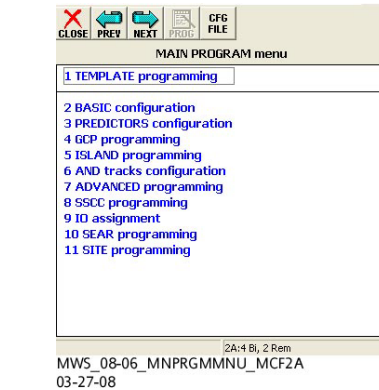 CLOSE PREV NEXT PROG CFG FILE
MAIN PROGRAM menu
1 TEMPLATE programming
2 BASIC configuration
3 PREDICTORS configuration
4 GCP programming
5 ISLAND programming
6 AND tracks configuration
7 ADVANCED programming
8 SSCC programming
9 IO assignment
10 SEAR programming
11 SITE programming
2A:4 Bi, 2 Rem
MWS_08-06_MNPRGMMNU_MCF2A
03-27-08